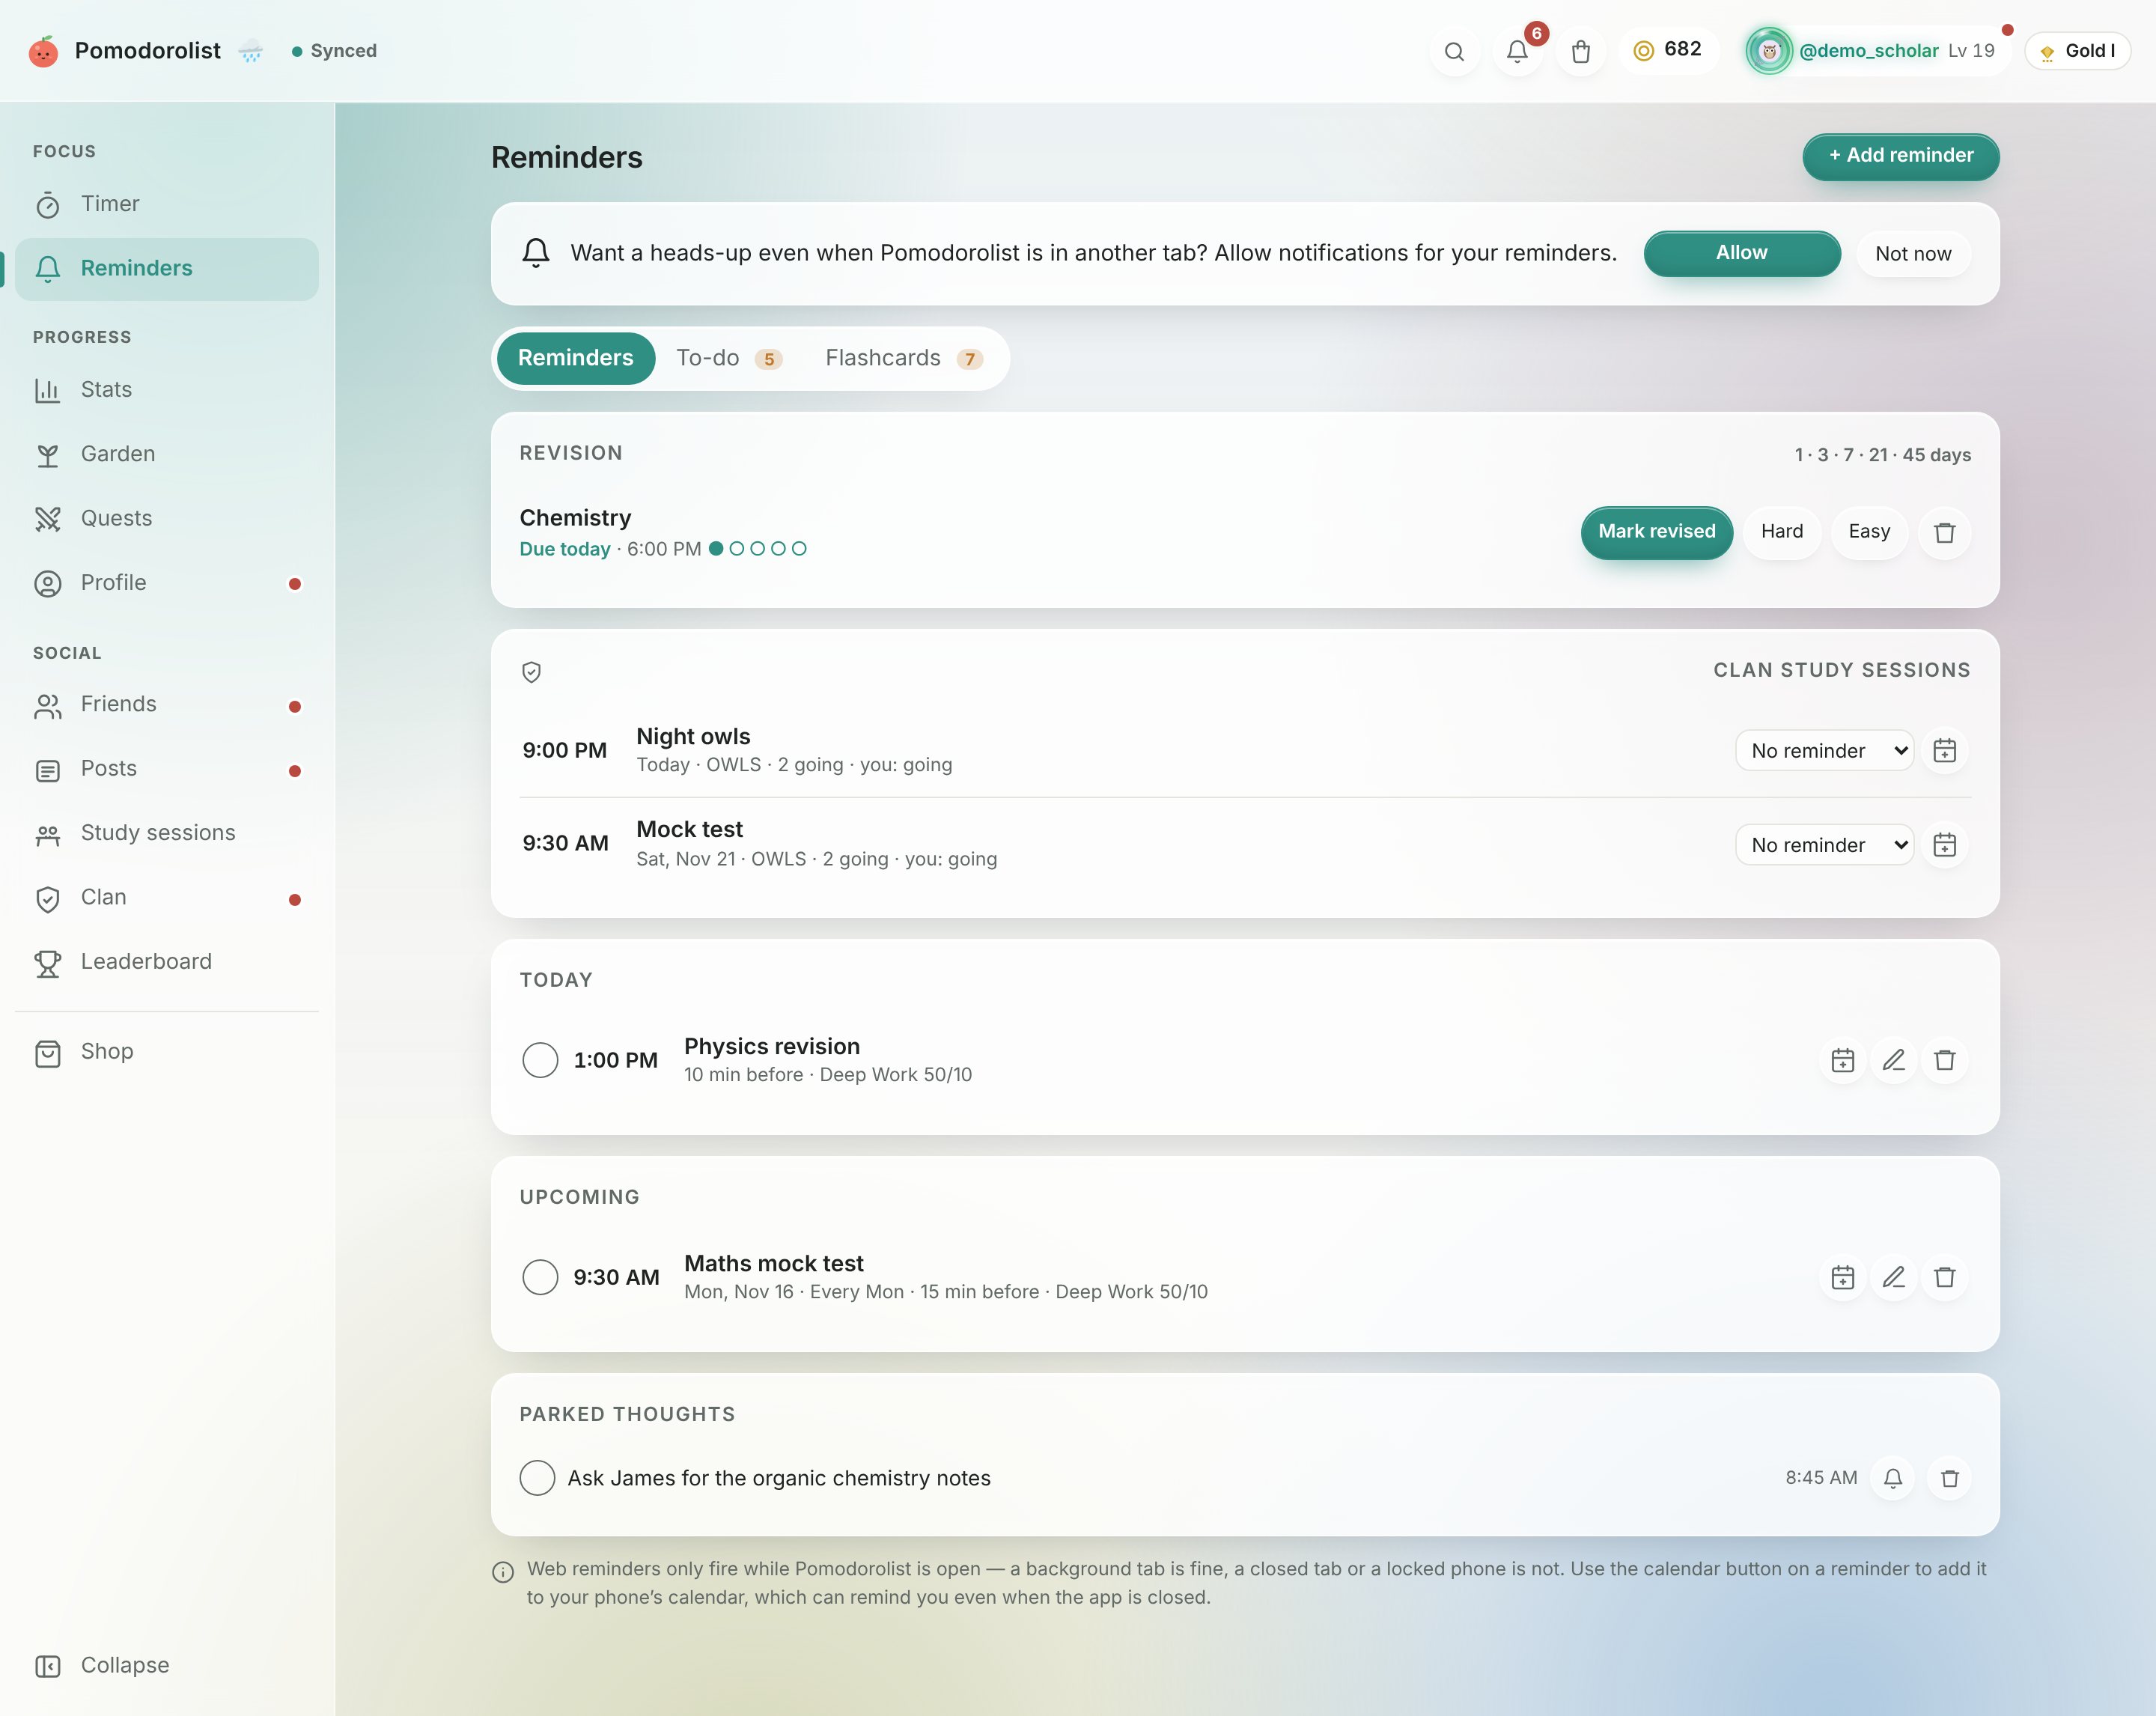 Pomodorolist
Synced
6
682
@demo_scholar Lv 19
Gold I
FOCUS
Timer
Reminders
PROGRESS
Stats
Garden
Quests
Profile
SOCIAL
Friends
Posts
Study sessions
Clan
Leaderboard
Shop
Collapse
Reminders
+ Add reminder
Want a heads-up even when Pomodorolist is in another tab? Allow notifications for your reminders.
Allow
Not now
Reminders
To-do 5
Flashcards 7
REVISION
1 · 3 · 7 · 21 · 45 days
Chemistry
Due today · 6:00 PM
Mark revised
Hard
Easy
CLAN STUDY SESSIONS
9:00 PM
Night owls
Today · OWLS · 2 going · you: going
No reminder
9:30 AM
Mock test
Sat, Nov 21 · OWLS · 2 going · you: going
No reminder
TODAY
1:00 PM
Physics revision
10 min before · Deep Work 50/10
UPCOMING
9:30 AM
Maths mock test
Mon, Nov 16 · Every Mon · 15 min before · Deep Work 50/10
PARKED THOUGHTS
Ask James for the organic chemistry notes
8:45 AM
Web reminders only fire while Pomodorolist is open — a background tab is fine, a closed tab or a locked phone is not. Use the calendar button on a reminder to add it
to your phone’s calendar, which can remind you even when the app is closed.